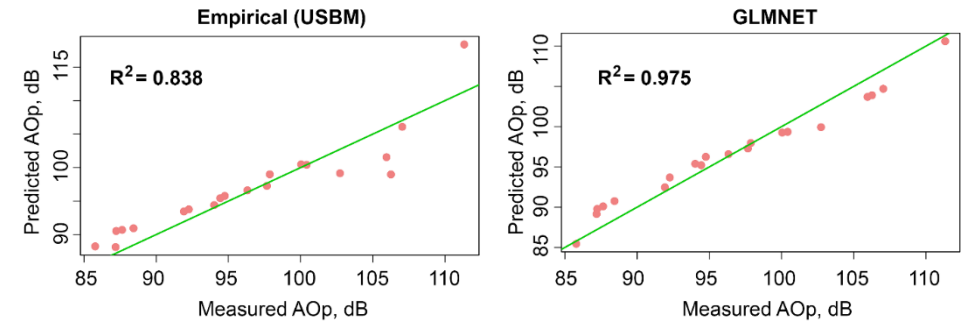 Empirical (USBM)
R2 = 0.838
Predicted AOp, dB
115
100
90
85 90 95 100 105 110
Measured AOp, dB
GLMNET
R2 = 0.975
Predicted AOp, dB
110
100
95
90
85
85 90 95 100 105 110
Measured AOp, dB